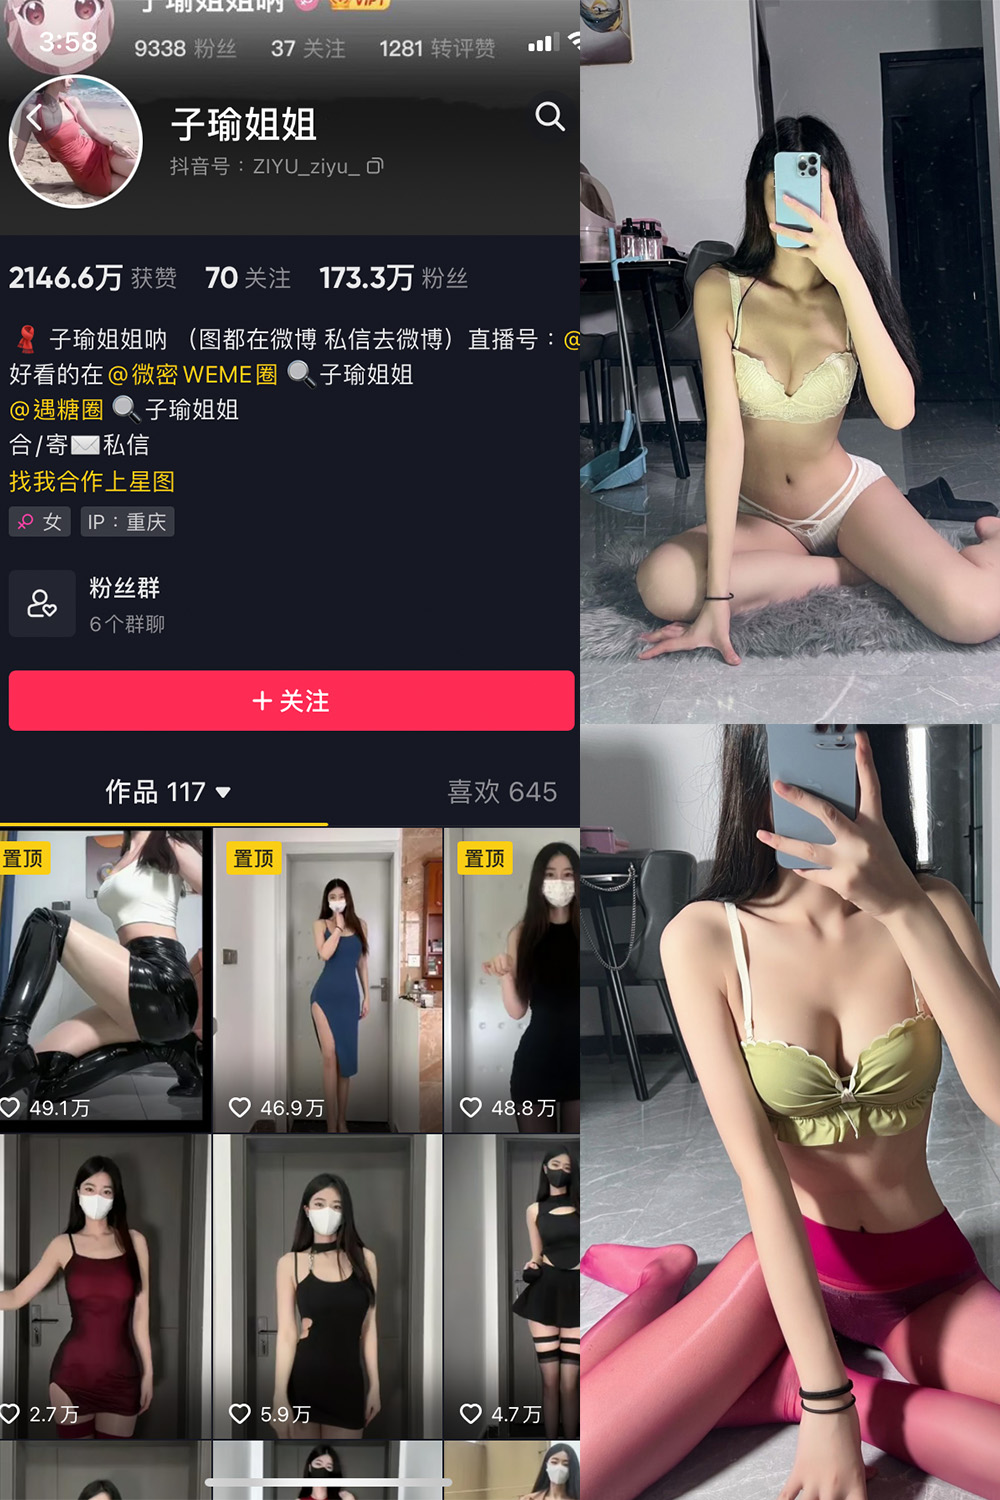 子瑜姐姐呐 VIP1
9338 粉丝 37 关注 1281 转评赞
3:58
子瑜姐姐
抖音号：ZIYU_ziyu_
2146.6万 获赞 70 关注 173.3万 粉丝
子瑜姐姐呐 （图都在微博 私信去微博）直播号：@
好看的在@微密WEME圈 🔍子瑜姐姐
@遇糖圈 🔍子瑜姐姐
合/寄✉️私信
找我合作上星图
女 IP：重庆
粉丝群
6个群聊
+ 关注
作品 117 喜欢 645
置顶 置顶 置顶
49.1万 46.9万 48.8万
2.7万 5.9万 4.7万